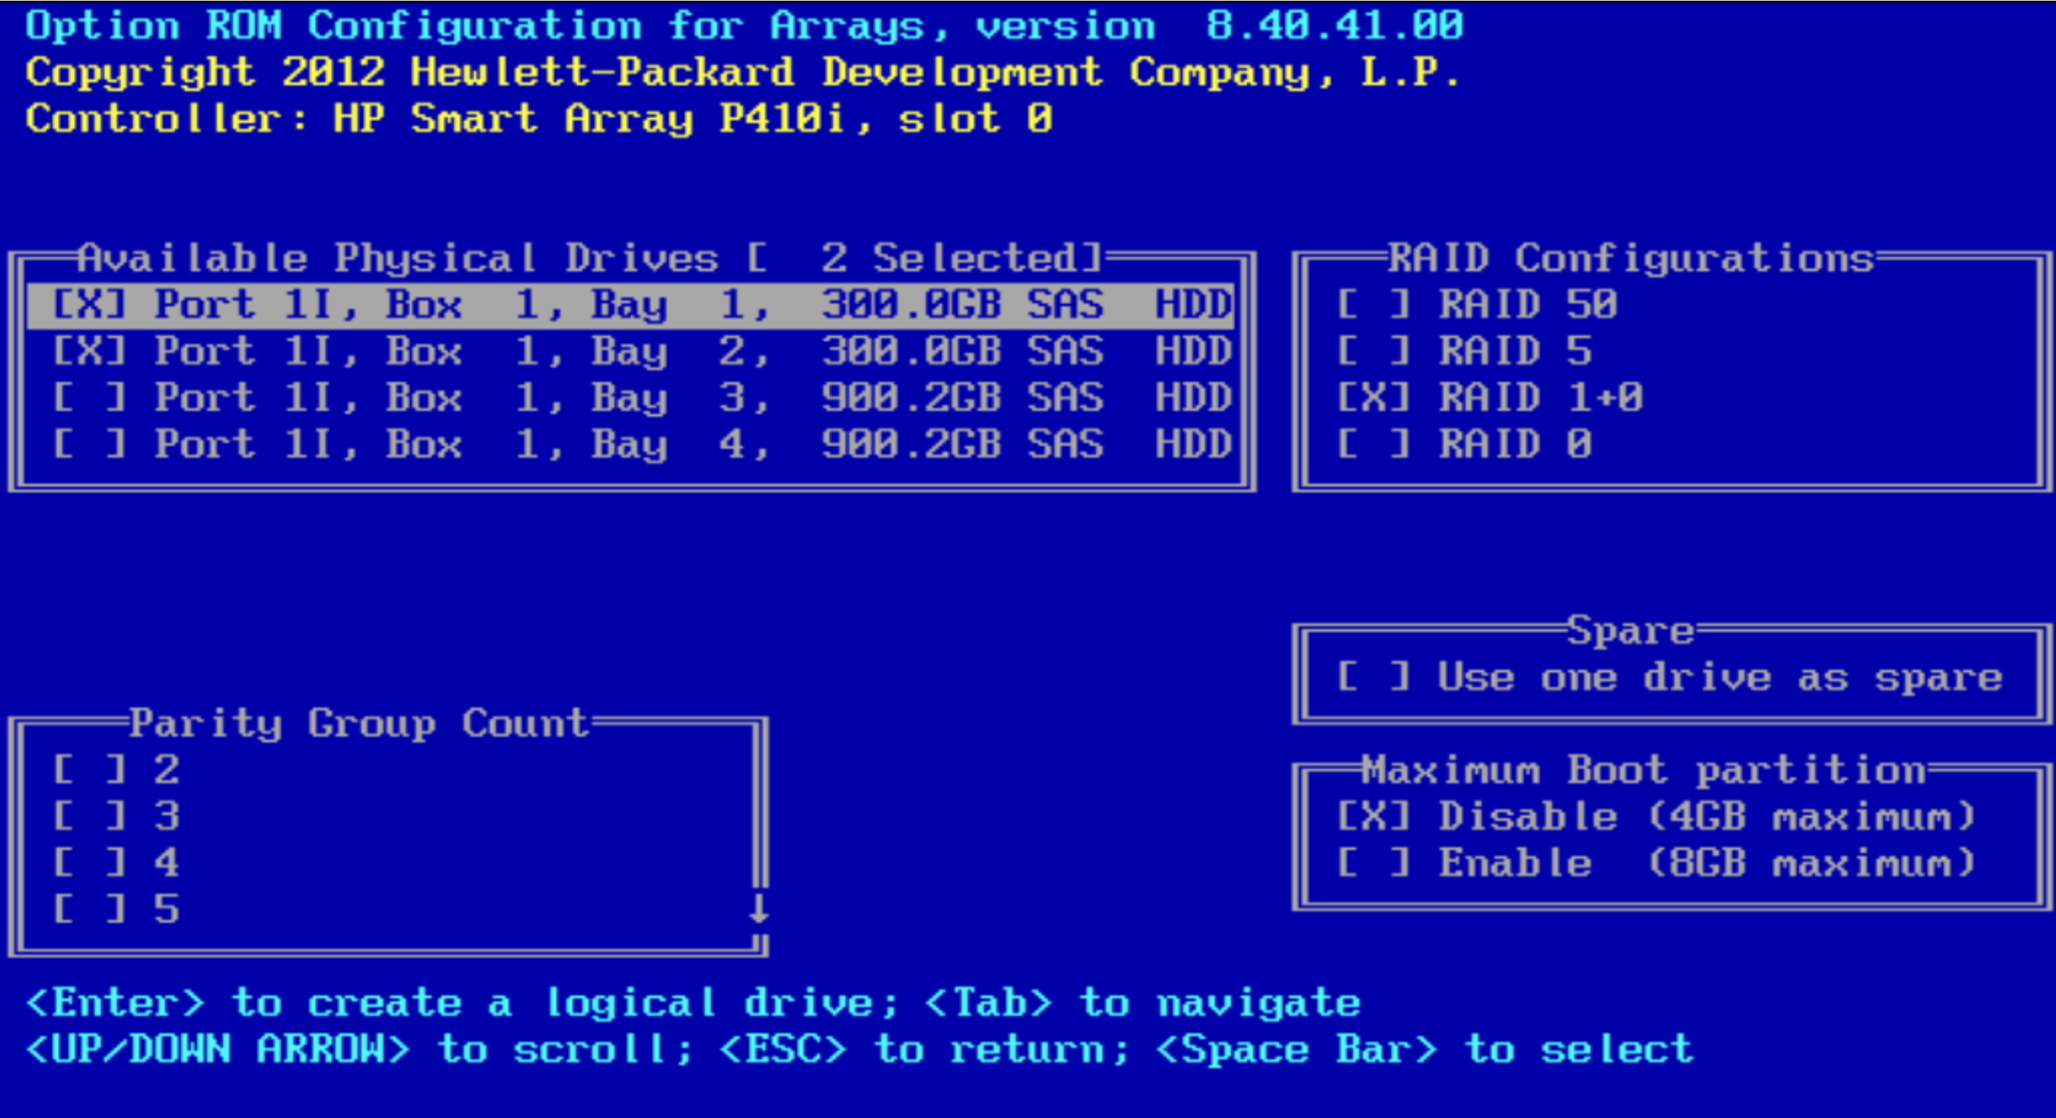 Option ROM Configuration for Arrays, version  8.40.41.00
Copyright 2012 Hewlett-Packard Development Company, L.P.
Controller: HP Smart Array P410i, slot 0
Available Physical Drives [  2 Selected]
[X] Port 1I, Box  1, Bay  1,  300.0GB SAS  HDD
[X] Port 1I, Box  1, Bay  2,  300.0GB SAS  HDD
[ ] Port 1I, Box  1, Bay  3,  900.2GB SAS  HDD
[ ] Port 1I, Box  1, Bay  4,  900.2GB SAS  HDD
RAID Configurations
[ ] RAID 50
[ ] RAID 5
[X] RAID 1+0
[ ] RAID 0
Spare
[ ] Use one drive as spare
Parity Group Count
[ ] 2
[ ] 3
[ ] 4
[ ] 5
↓
Maximum Boot partition
[X] Disable (4GB maximum)
[ ] Enable  (8GB maximum)
<Enter> to create a logical drive; <Tab> to navigate
<UP/DOWN ARROW> to scroll; <ESC> to return; <Space Bar> to select